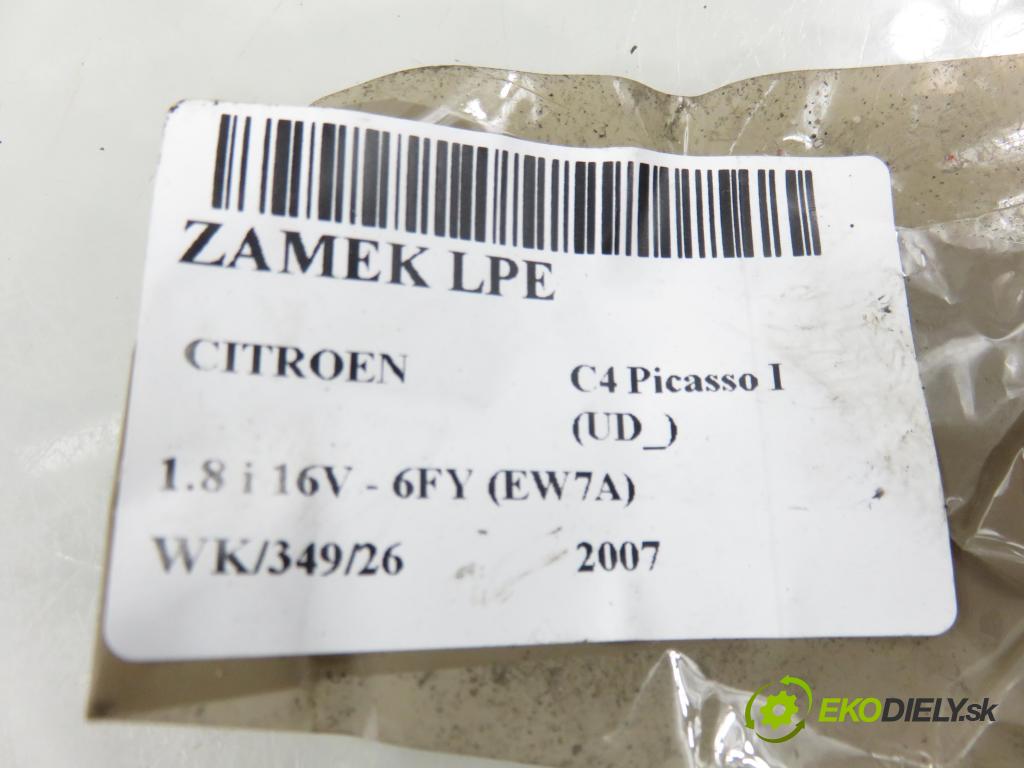 ZAMEK LPE
CITROEN C4 Picasso I
(UD_)
1.8 i 16V - 6FY (EW7A)
WK/349/26 2007
EKODIELY.sk